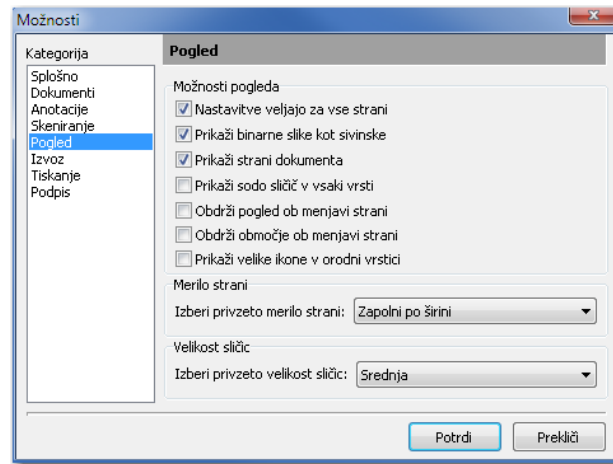 Možnosti
Kategorija
Splošno
Dokumenti
Anotacije
Skeniranje
Pogled
Izvoz
Tiskanje
Podpis
Pogled
Možnosti pogleda
Nastavitve veljajo za vse strani
Prikaži binarne slike kot sivinske
Prikaži strani dokumenta
Prikaži sodo sličič v vsaki vrsti
Obdrži pogled ob menjavi strani
Obdrži območje ob menjavi strani
Prikaži velike ikone v orodni vrstici
Merilo strani
Izberi privzeto merilo strani: Zapolni po širini
Velikost sličic
Izberi privzeto velikost sličic: Srednja
Potrdi Prekliči